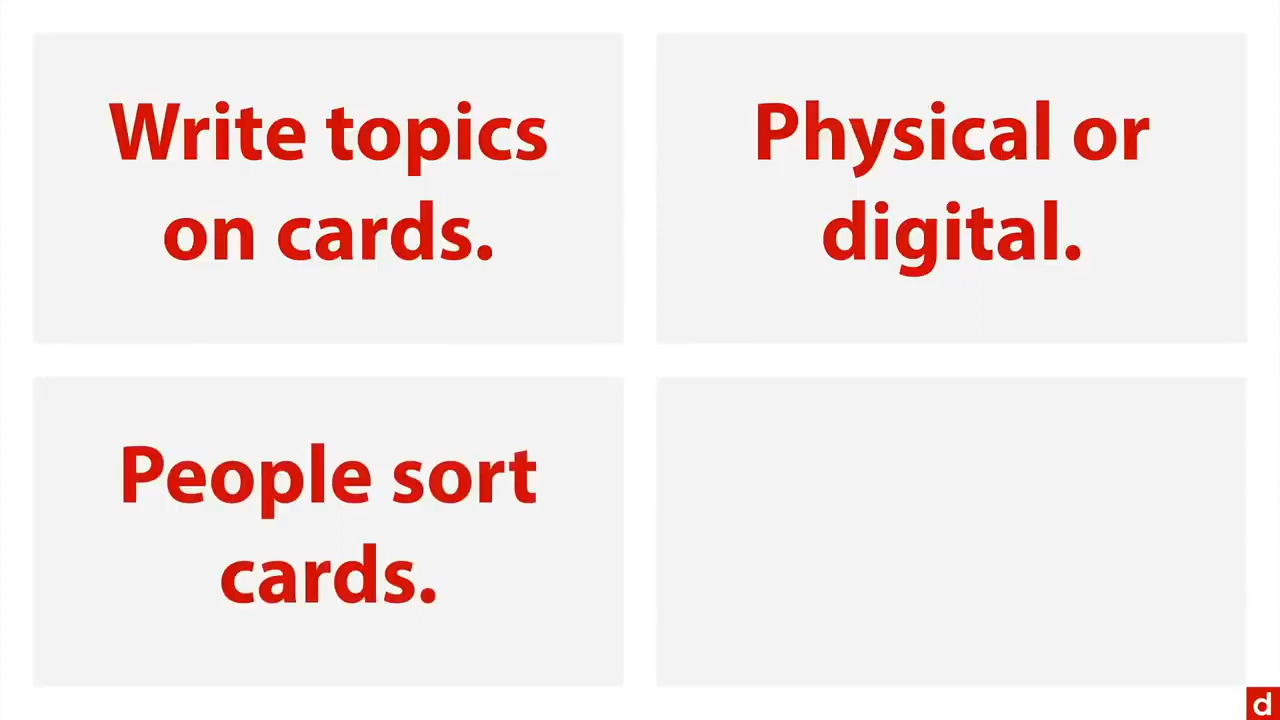 Write topics
on cards.
Physical or
digital.
People sort
cards.
d